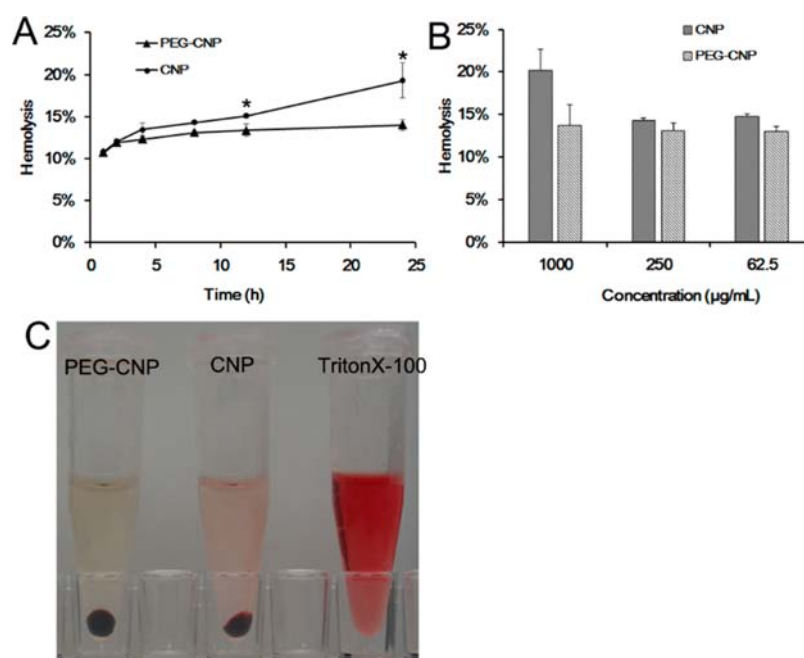 A
PEG-CNP
CNP
*
*
25%
20%
15%
10%
5%
0%
Hemolysis
0
5
10
15
20
25
Time (h)
B
CNP
PEG-CNP
25%
20%
15%
10%
5%
0%
Hemolysis
1000
250
62.5
Concentration (µg/mL)
C
PEG-CNP
CNP
TritonX-100